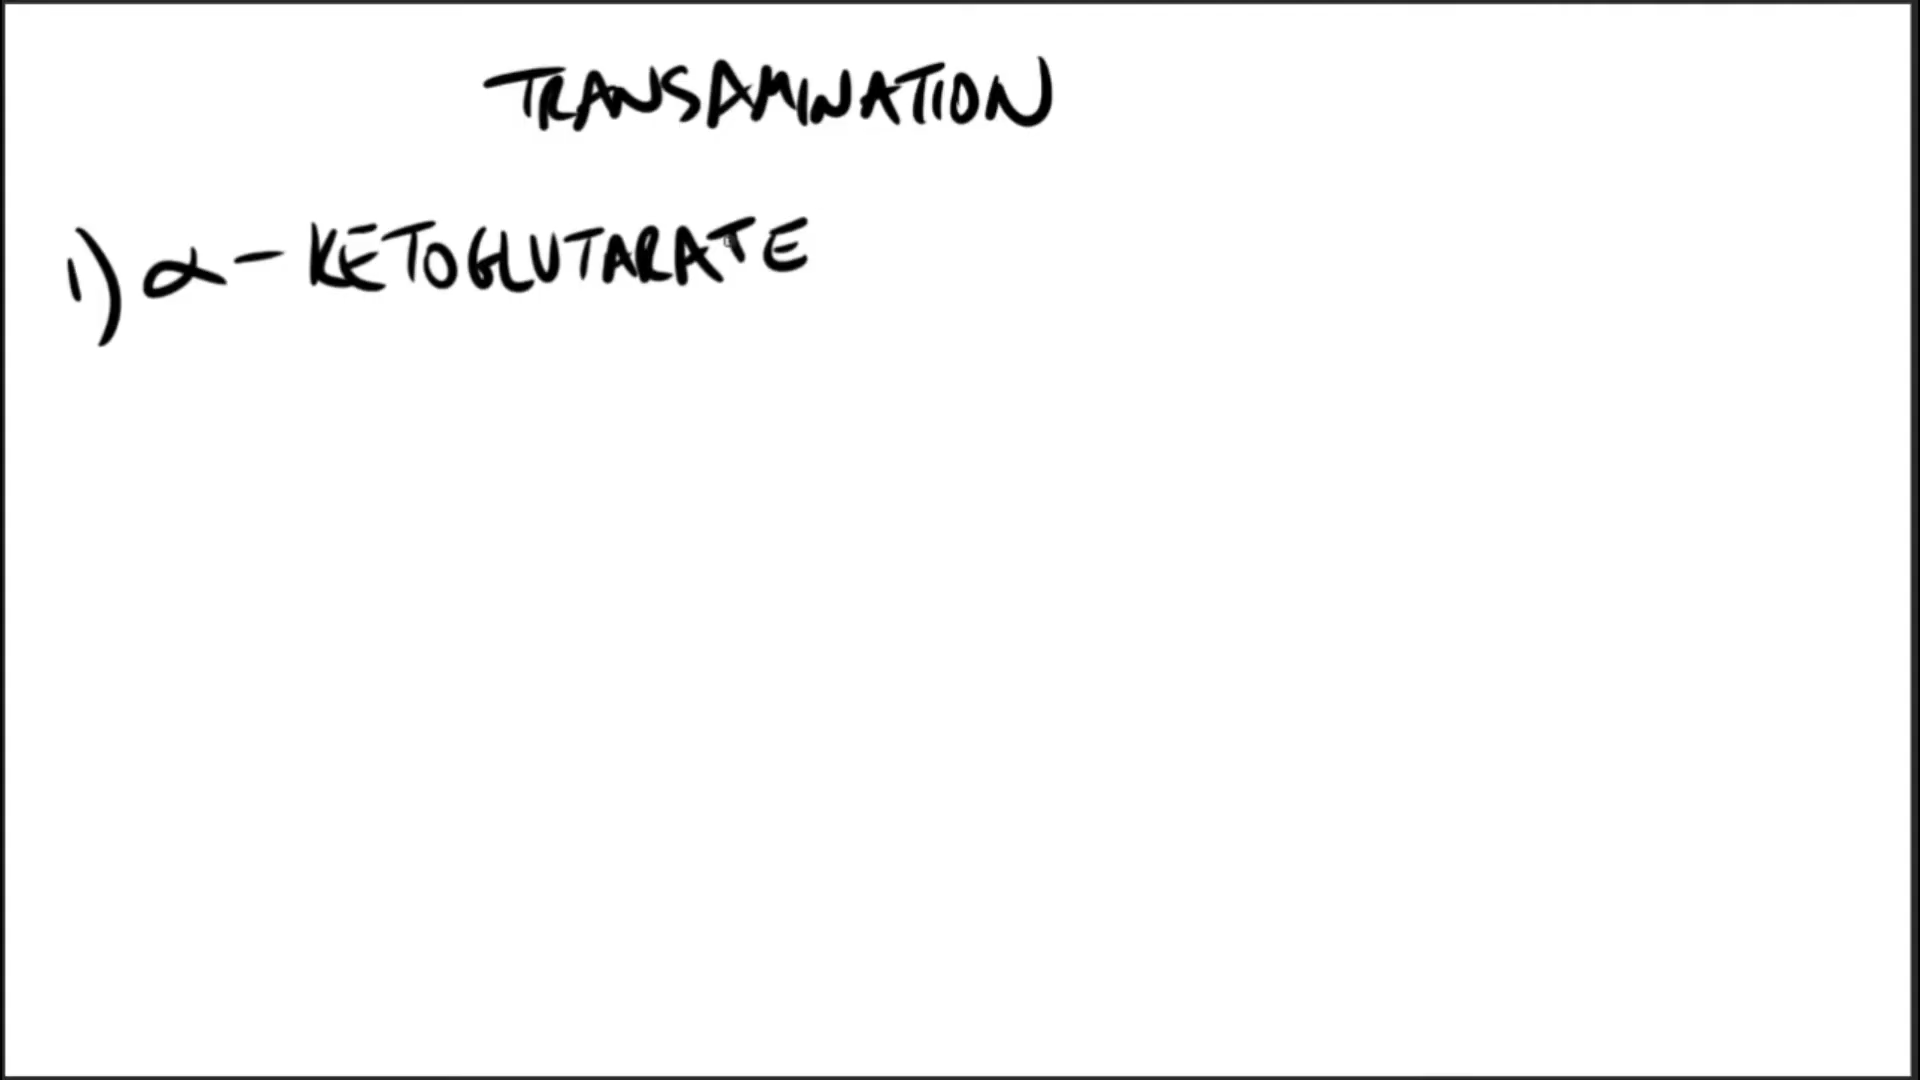 TRANSAMINATION
1) α - KETOGLUTARATE